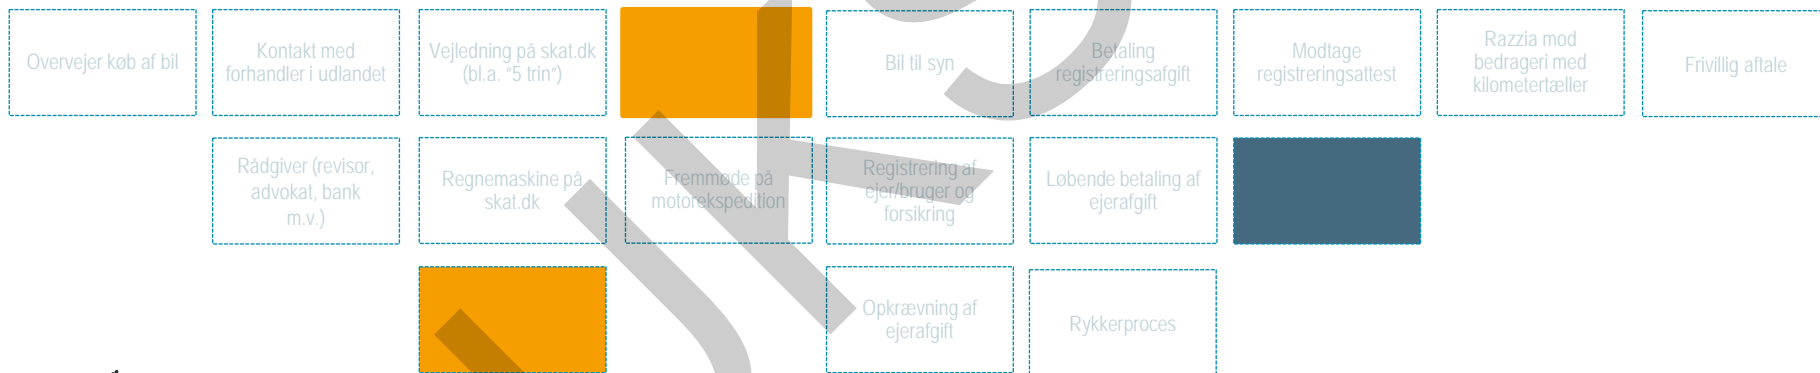 Overvejer køb af bil
Kontakt med
forhandler i udlandet
Vejledning på skat.dk
(bl.a. "5 trin")
Bil til syn
Betaling
registreringsafgift
Modtage
registreringsattest
Razzia mod
bedrageri med
kilometertæller
Frivillig aftale
Rådgiver (revisor,
advokat, bank
m.v.)
Regnemaskine på
skat.dk
Fremmøde på
motorekspedition
Registrering af
ejer/bruger og
forsikring
Løbende betaling af
ejerafgift
Opkrævning af
ejerafgift
Rykkerproces